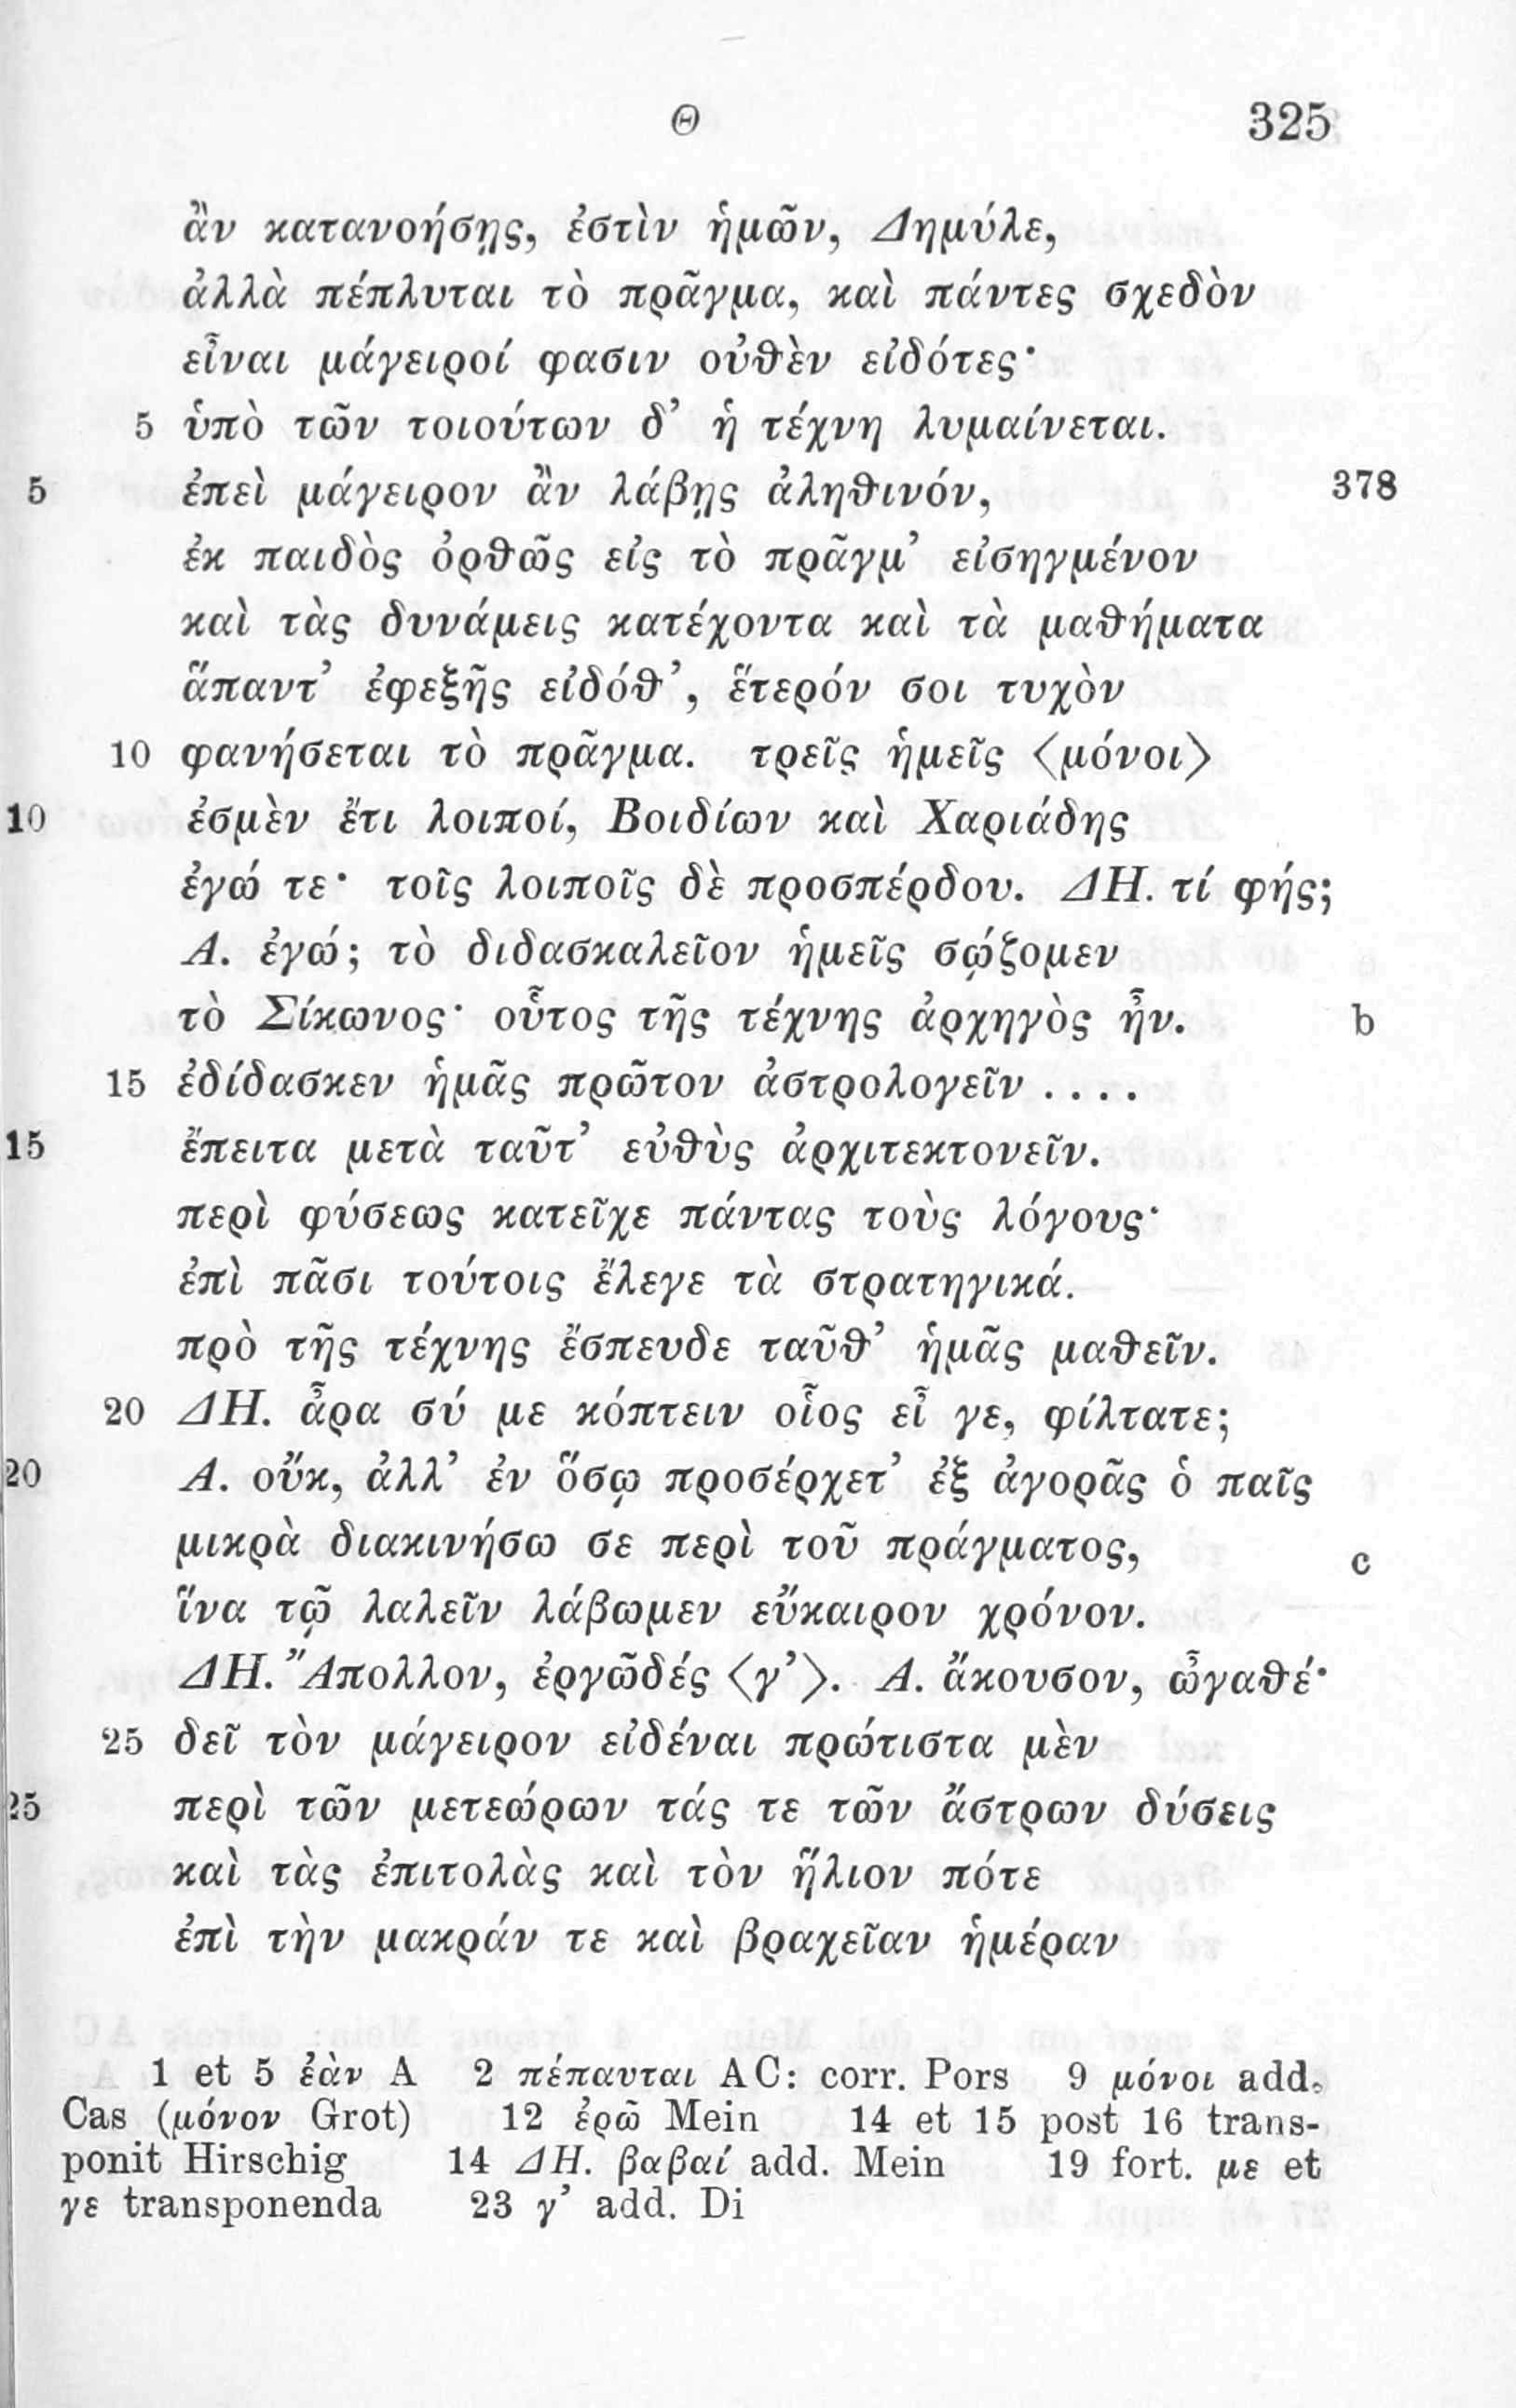 Θ 325
ἂν κατανοήσῃς, ἐστὶν ἡμῶν, Δημύλε,
ἀλλὰ πέπλυται τὸ πρᾶγμα, καὶ πάντες σχεδὸν
εἶναι μάγειροί φασιν οὐθὲν εἰδότες·
5 ὑπὸ τῶν τοιούτων δ’ ἡ τέχνη λυμαίνεται.
5 ἐπεὶ μάγειρον ἂν λάβῃς ἀληθινόν, 378
ἐκ παιδὸς ὀρθῶς εἰς τὸ πρᾶγμ’ εἰσηγμένον
καὶ τὰς δυνάμεις κατέχοντα καὶ τὰ μαθήματα
ἅπαντ’ ἐφεξῆς εἰδόθ’, ἕτερόν σοι τυχὸν
10 φανήσεται τὸ πρᾶγμα. τρεῖς ἡμεῖς <μόνοι>
10 ἐσμὲν ἔτι λοιποί, Βοιδίων καὶ Χαριάδης
ἐγώ τε· τοῖς λοιποῖς δὲ προσπέρδου. ΔΗ. τί φής;
Α. ἐγώ; τὸ διδασκαλεῖον ἡμεῖς σῴζομεν
τὸ Σίκωνος· οὗτος τῆς τέχνης ἀρχηγὸς ἦν. b
15 ἐδίδασκεν ἡμᾶς πρῶτον ἀστρολογεῖν . . . .
15 ἔπειτα μετὰ ταῦτ’ εὐθὺς ἀρχιτεκτονεῖν.
περὶ φύσεως κατεῖχε πάντας τοὺς λόγους·
ἐπὶ πᾶσι τούτοις ἔλεγε τὰ στρατηγικά.
πρὸ τῆς τέχνης ἔσπευδε ταῦθ’ ἡμᾶς μαθεῖν.
20 ΔΗ. ἆρα σύ με κόπτειν οἷος εἶ γε, φίλτατε;
20 Α. οὔκ, ἀλλ’ ἐν ὅσῳ προσέρχετ’ ἐξ ἀγορᾶς ὁ παῖς
μικρὰ διακινήσω σε περὶ τοῦ πράγματος, c
ἵνα τῷ λαλεῖν λάβωμεν εὔκαιρον χρόνον.
ΔΗ. Ἄπολλον, ἐργῶδές <γ’>. Α. ἄκουσον, ὦγαθέ·
25 δεῖ τὸν μάγειρον εἰδέναι πρώτιστα μὲν
25 περὶ τῶν μετεώρων τάς τε τῶν ἄστρων δύσεις
καὶ τὰς ἐπιτολὰς καὶ τὸν ἥλιον πότε
ἐπὶ τὴν μακράν τε καὶ βραχεῖαν ἡμέραν
1 et 5 ἐὰν A 2 πέπαυται AC: corr. Pors 9 μόνοι add.
Cas (μόνον Grot) 12 ἐρῶ Mein 14 et 15 post 16 trans-
ponit Hirschig 14 ΔΗ. βαβαί add. Mein 19 fort. με et
γε transponenda 23 γ’ add. Di